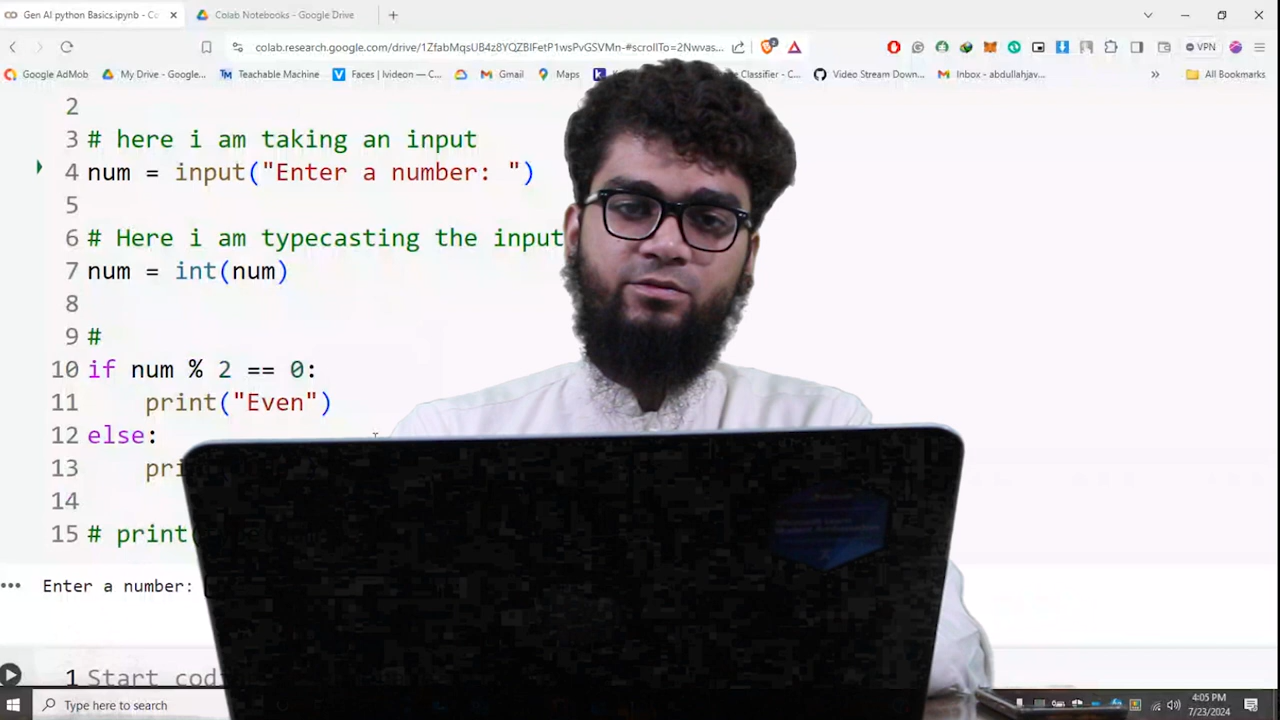 Gen AI python Basics.ipynb - Co
Colab Notebooks - Google Drive
colab.research.google.com/drive/1ZfabMqsUB4z8YQZBIFetP1wsPvGSVMn-#scrollTo=2Nwvas...
VPN
Google AdMob
My Drive - Google...
Teachable Machine
Faces | lvideon — C...
Gmail
Maps
Classifier - C...
Video Stream Down...
Inbox - abdullahjav...
All Bookmarks
2
3 # here i am taking an input
4 num = input("Enter a number: ")
5
6 # Here i am typecasting the input
7 num = int(num)
8
9 #
10 if num % 2 == 0:
11 print("Even")
12 else:
13 pri
14
15 # print
Enter a number:
1 Start codi
Type here to search
4:05 PM
7/23/2024